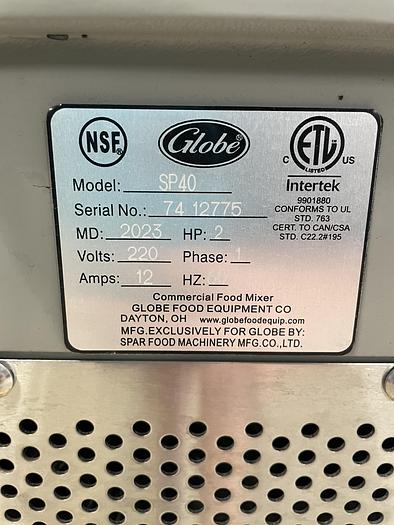 NSF®
Globe®
C ETL US
LISTED
Intertek
Model: SP40
9901880
Serial No.: 74 12775
CONFORMS TO UL
STD. 763
MD: 2023 HP: 2
CERT. TO CAN/CSA
Volts: 220 Phase: 1
STD. C22.2#195
Amps: 12 HZ:
Commercial Food Mixer
GLOBE FOOD EQUIPMENT CO
DAYTON, OH www.globefoodequip.com
MFG.EXCLUSIVELY FOR GLOBE BY:
SPAR FOOD MACHINERY MFG.CO.,LTD.